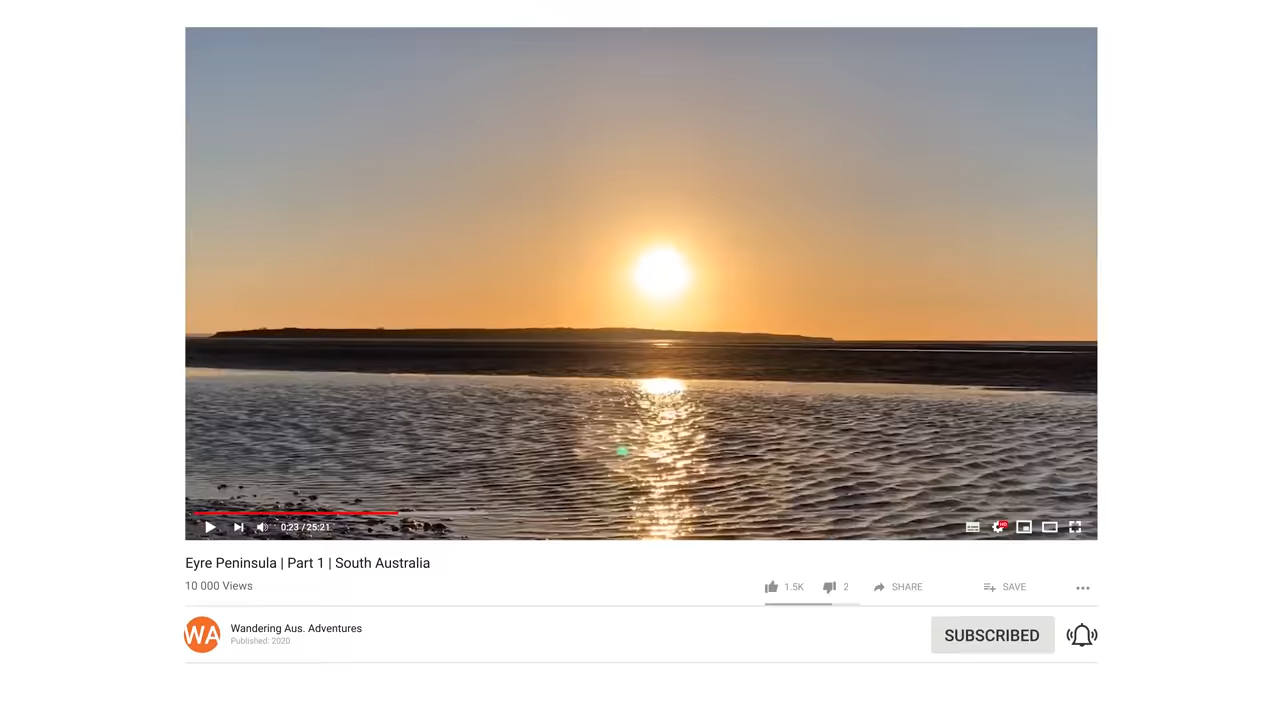 0:23 / 25:21
HD
Eyre Peninsula | Part 1 | South Australia
10 000 Views
1.5K 2 SHARE SAVE
WA
Wandering Aus. Adventures
Published: 2020
SUBSCRIBED